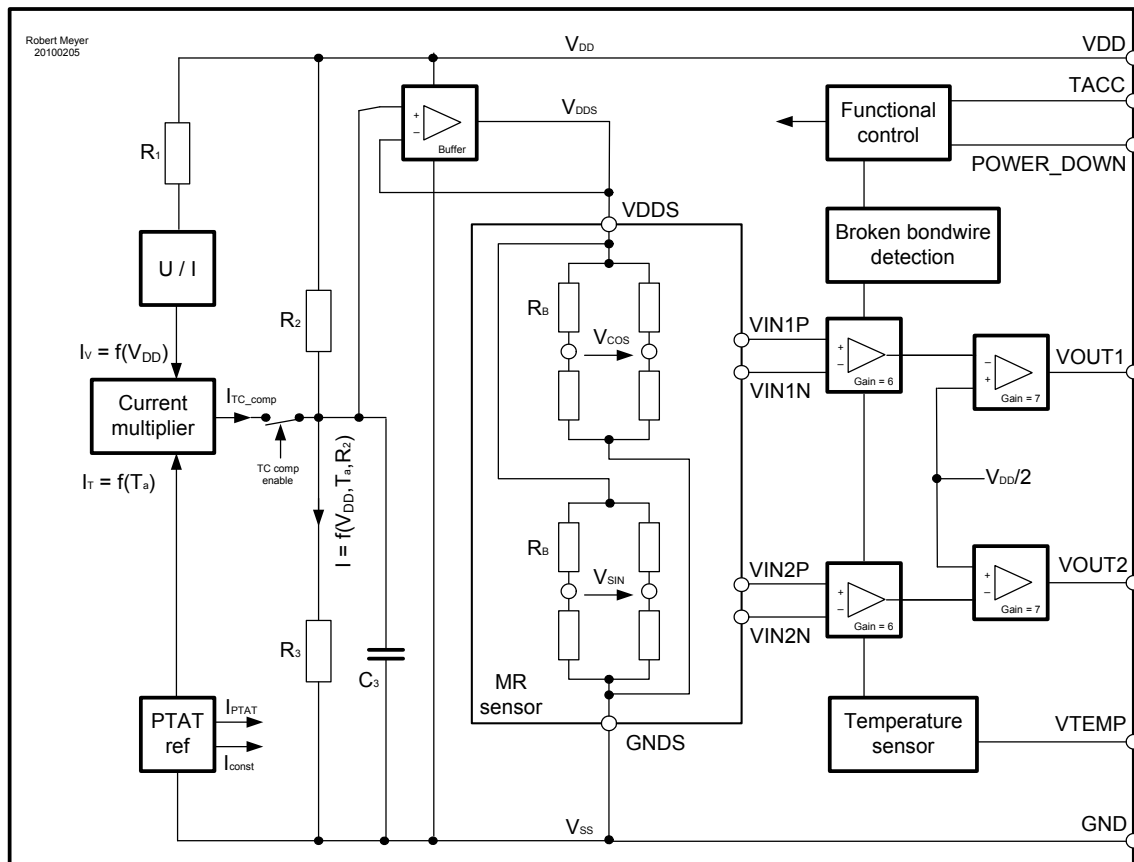 Robert Meyer
20100205
VDD
VDD
TACC
POWER_DOWN
Functional
control
+
–
Buffer
VDDS
R1
U / I
IV = f(VDD)
Current
multiplier
ITC_comp
TC comp
enable
IT = f(Ta)
R2
I = f(VDD,Ta,R2)
R3
C3
PTAT
ref
IPTAT
Iconst
VDDS
RB
VCOS
RB
VSIN
MR
sensor
GNDS
VSS
Broken bondwire
detection
VIN1P
VIN1N
+
–
Gain = 6
–
+
Gain = 7
VOUT1
VDD/2
VIN2P
VIN2N
+
–
Gain = 6
+
–
Gain = 7
VOUT2
Temperature
sensor
VTEMP
GND